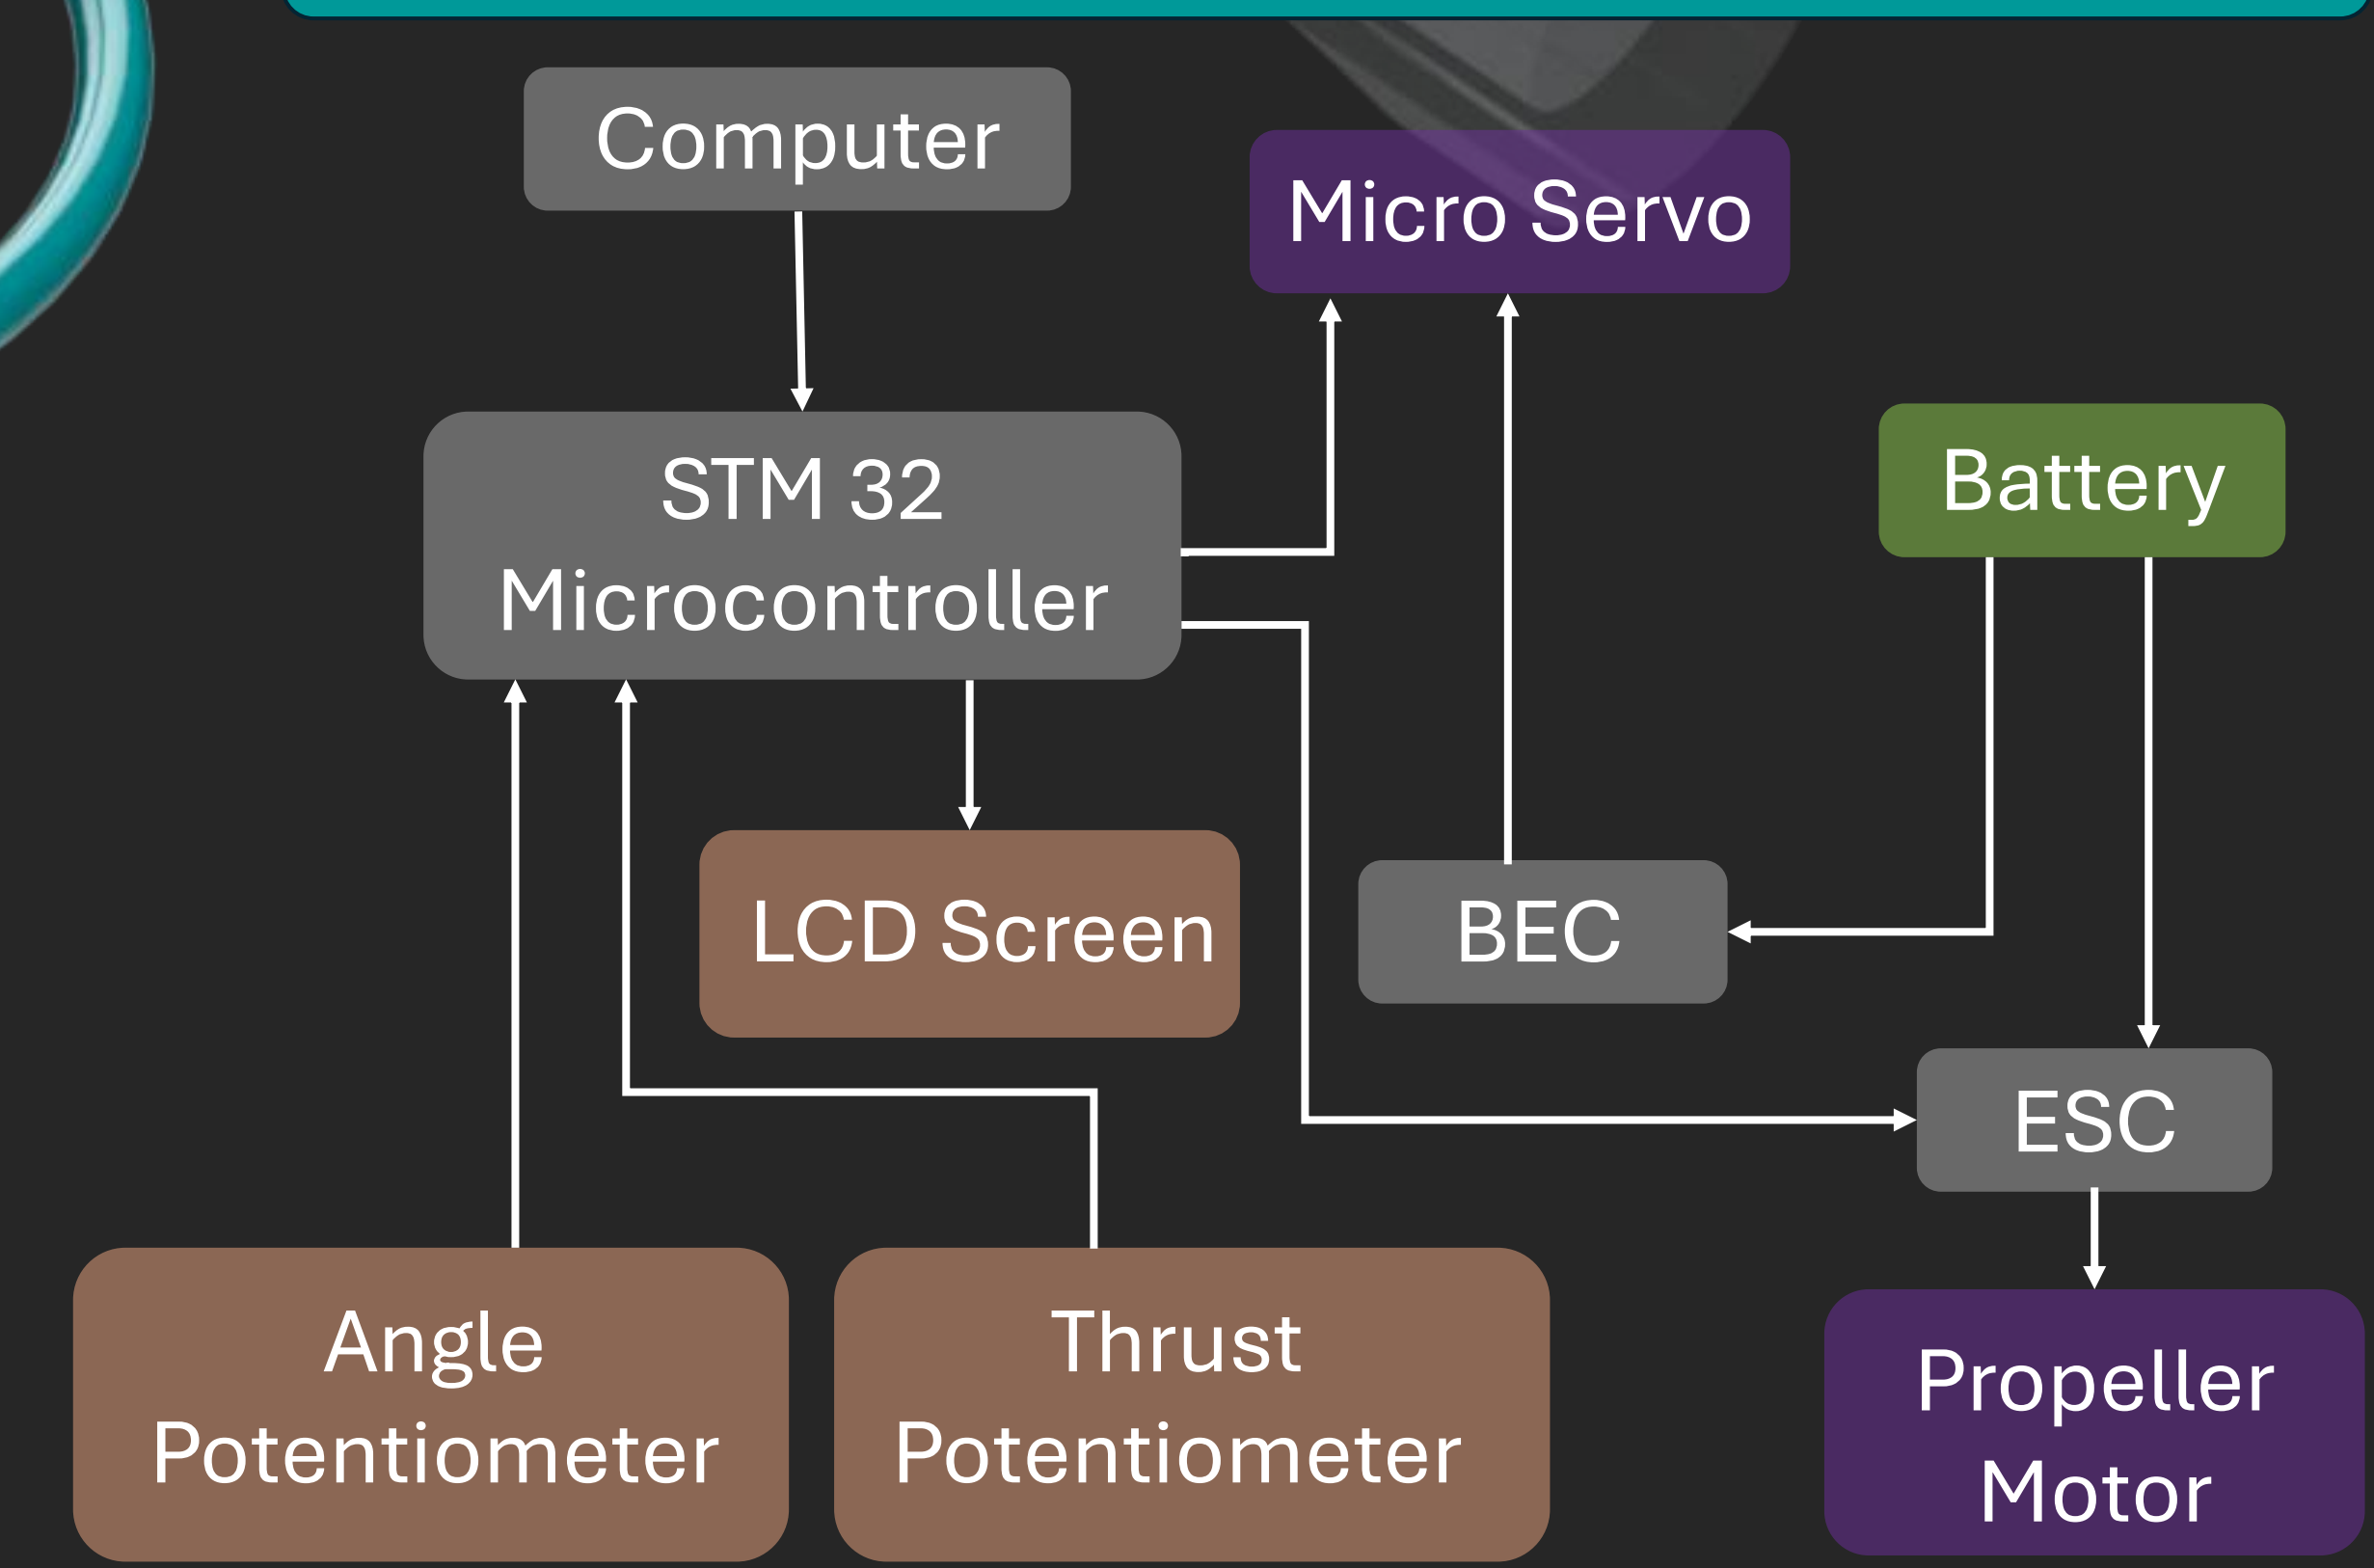 Computer
Micro Servo
Battery
STM 32
Microcontroller
LCD Screen
BEC
ESC
Angle
Potentiometer
Thrust
Potentiometer
Propeller
Motor